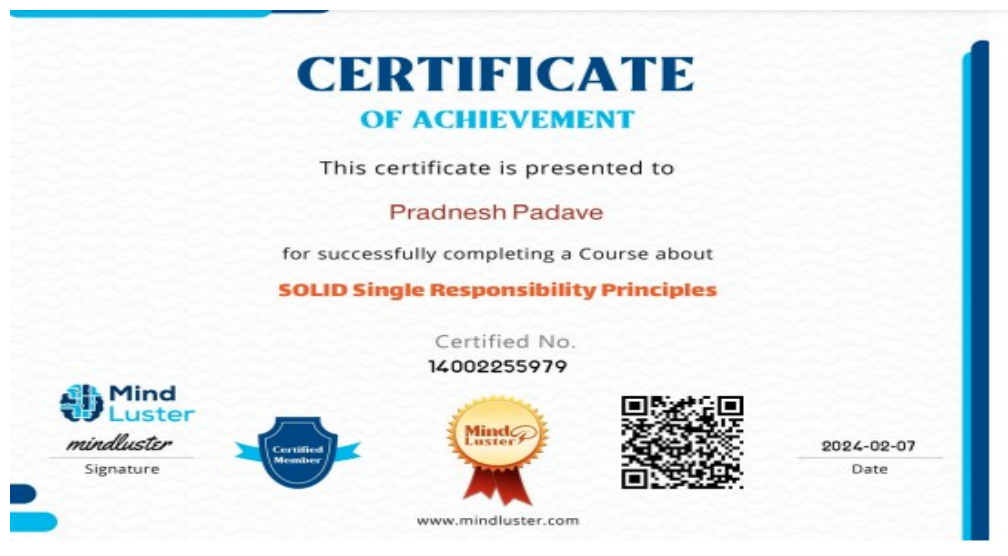 CERTIFICATE
OF ACHIEVEMENT
This certificate is presented to
Pradnesh Padave
for successfully completing a Course about
SOLID Single Responsibility Principles
Certified No.
14002255979
Mind
Luster
mindluster
Signature
Certified
Member
Mind
Luster
2024-02-07
Date
www.mindluster.com